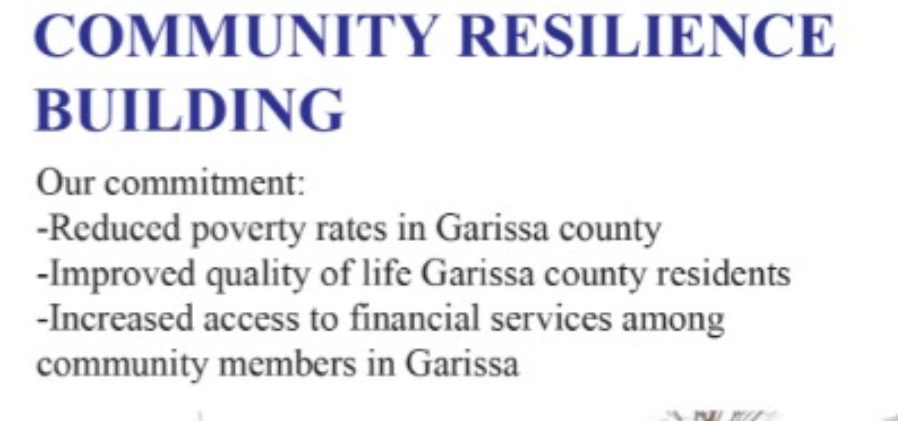 COMMUNITY RESILIENCE
BUILDING
Our commitment:
-Reduced poverty rates in Garissa county
-Improved quality of life Garissa county residents
-Increased access to financial services among
community members in Garissa